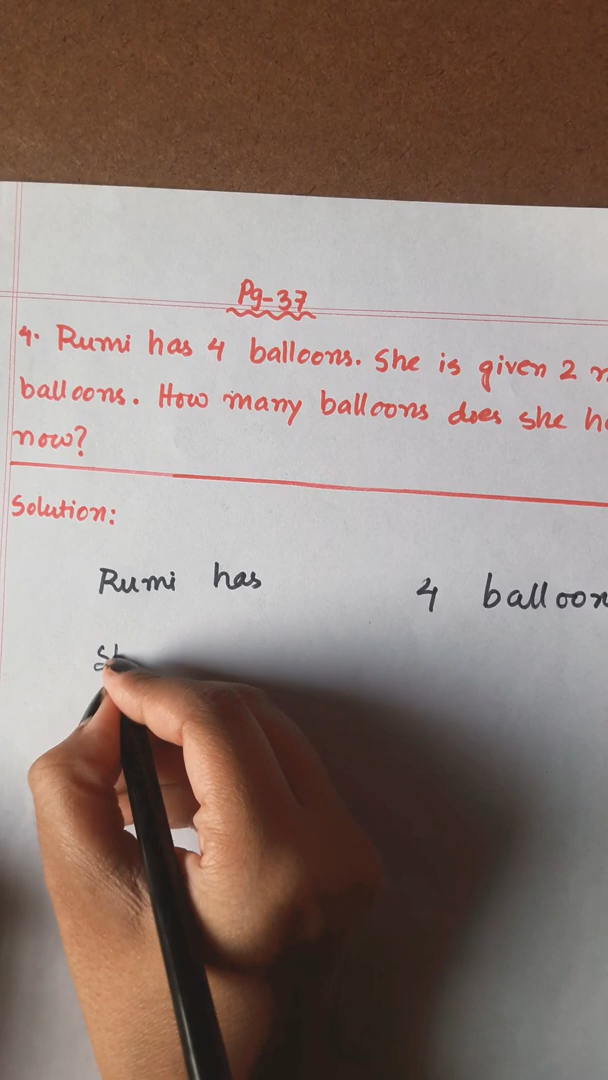 Pg-37
4. Rumi has 4 balloons. She is given 2
balloons. How many balloons does she
now?
Solution:
Rumi has 4 balloon